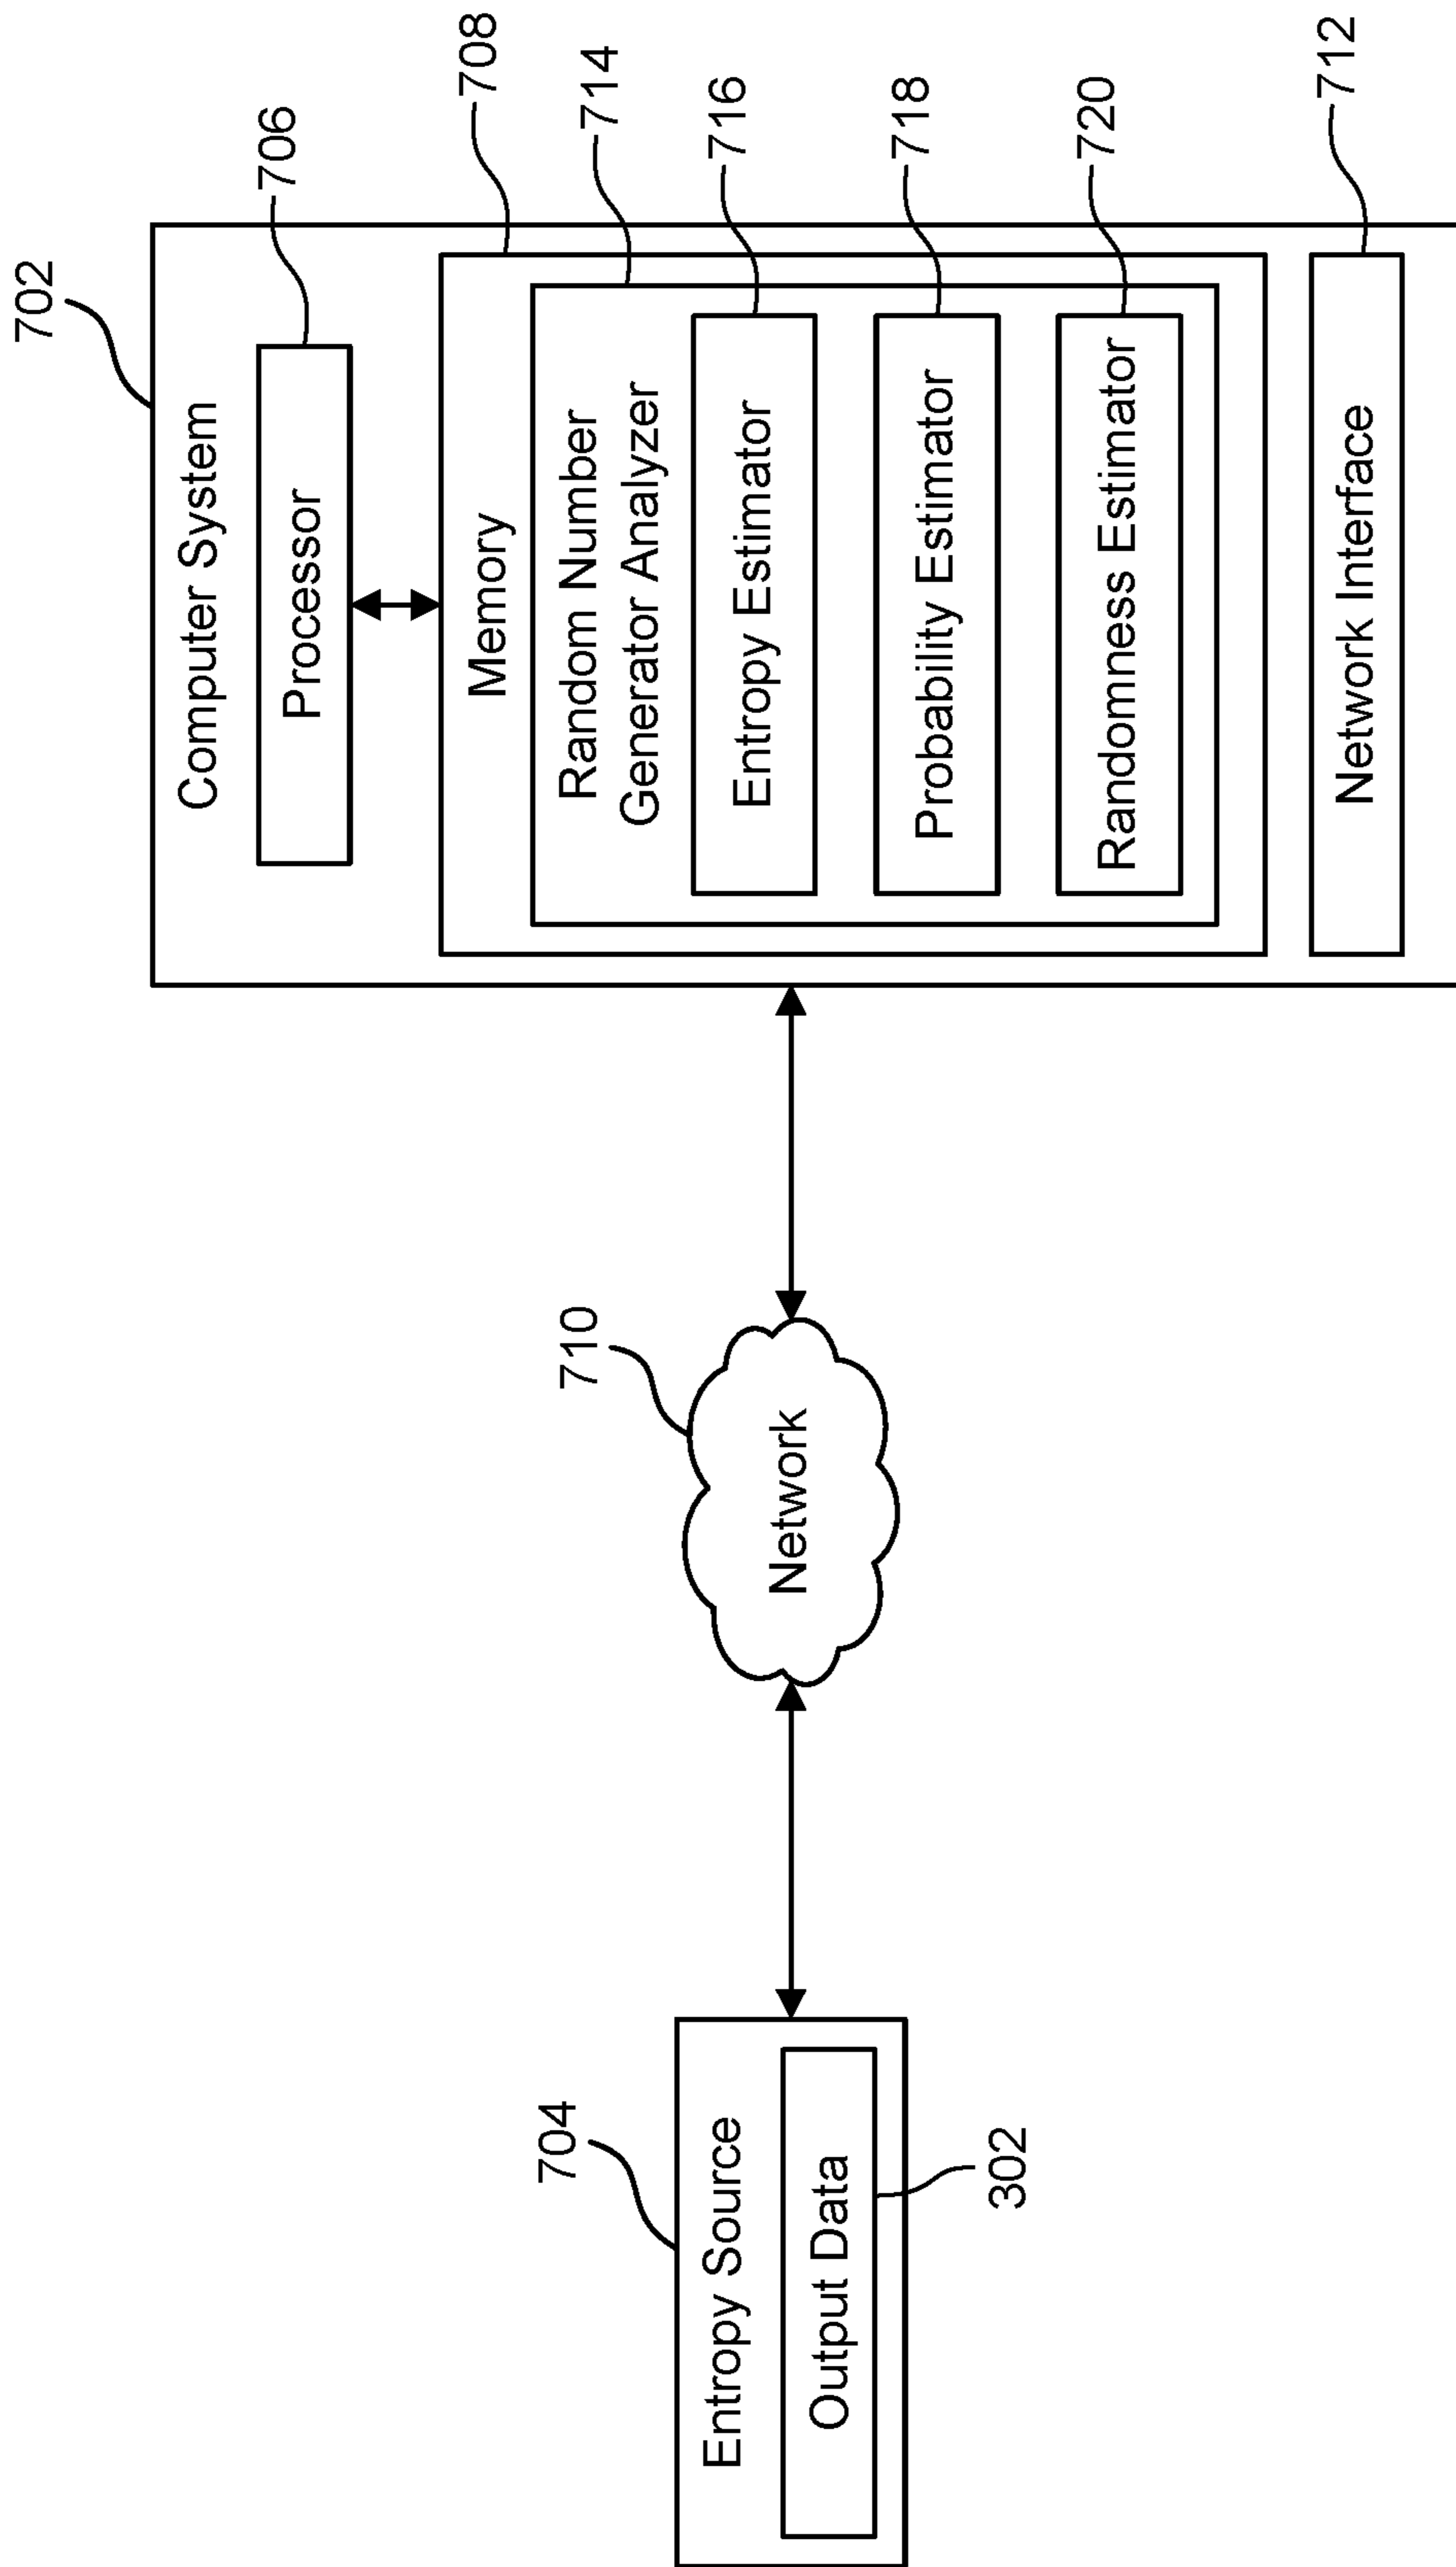 702
Computer System
706
Processor
708
Memory
714
Random Number
Generator Analyzer
716
Entropy Estimator
718
Probability Estimator
720
Randomness Estimator
712
Network Interface
710
Network
704
Entropy Source
Output Data
302